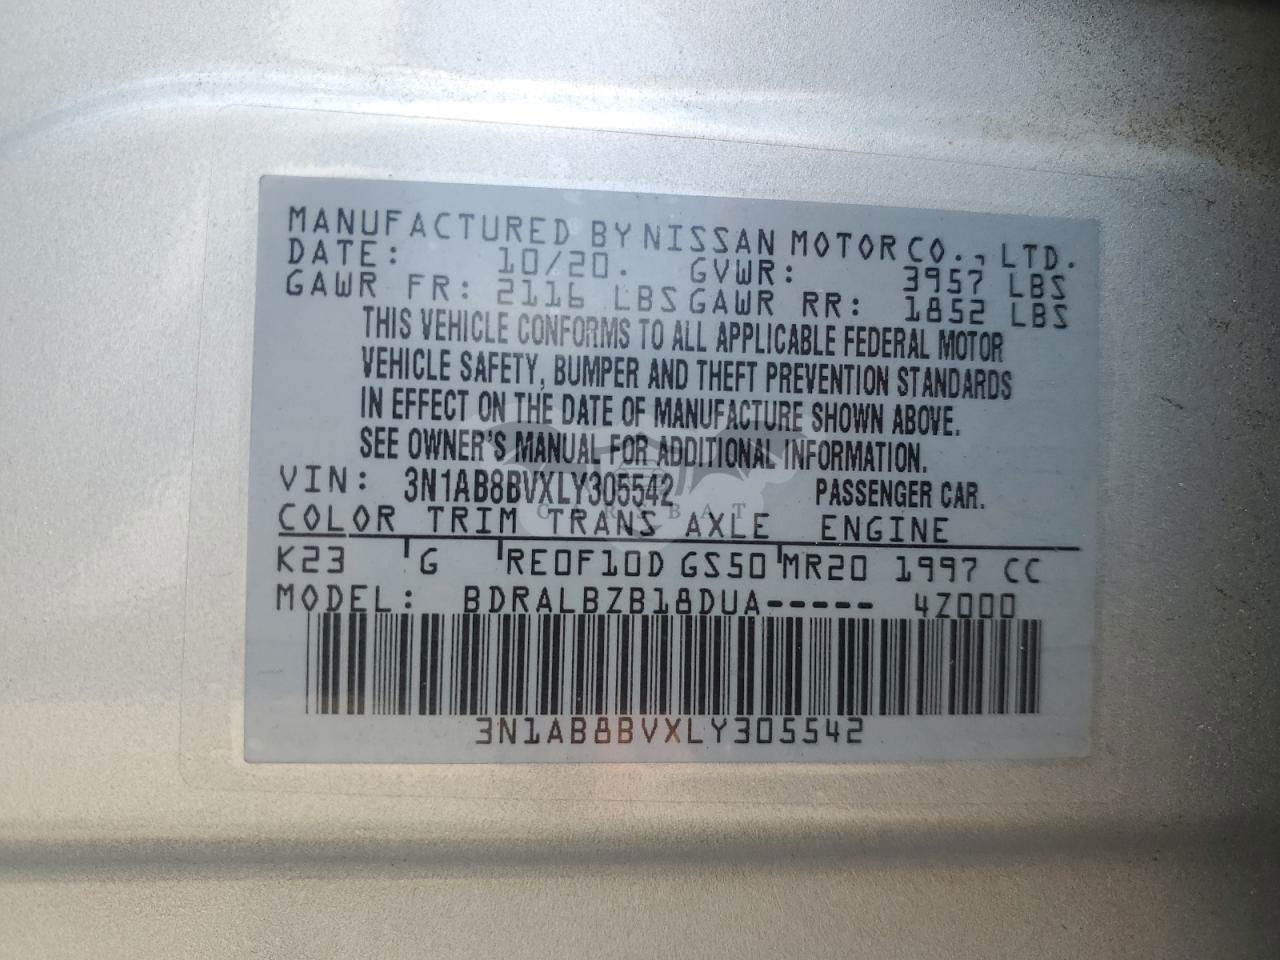 MANUFACTURED BY NISSAN MOTOR CO., LTD.
DATE: 10/20. GVWR: 3957 LBS
GAWR FR: 2116 LBS GAWR RR: 1852 LBS
THIS VEHICLE CONFORMS TO ALL APPLICABLE FEDERAL MOTOR
VEHICLE SAFETY, BUMPER AND THEFT PREVENTION STANDARDS
IN EFFECT ON THE DATE OF MANUFACTURE SHOWN ABOVE.
SEE OWNER'S MANUAL FOR ADDITIONAL INFORMATION.
VIN: 3N1AB8BVXLY305542 PASSENGER CAR.
CARSBAT
COLOR TRIM TRANS AXLE ENGINE
K23 G RE0F10D GS50 MR20 1997 CC
MODEL: BDRALBZB18DUA----- 4Z000
3N1AB8BVXLY305542